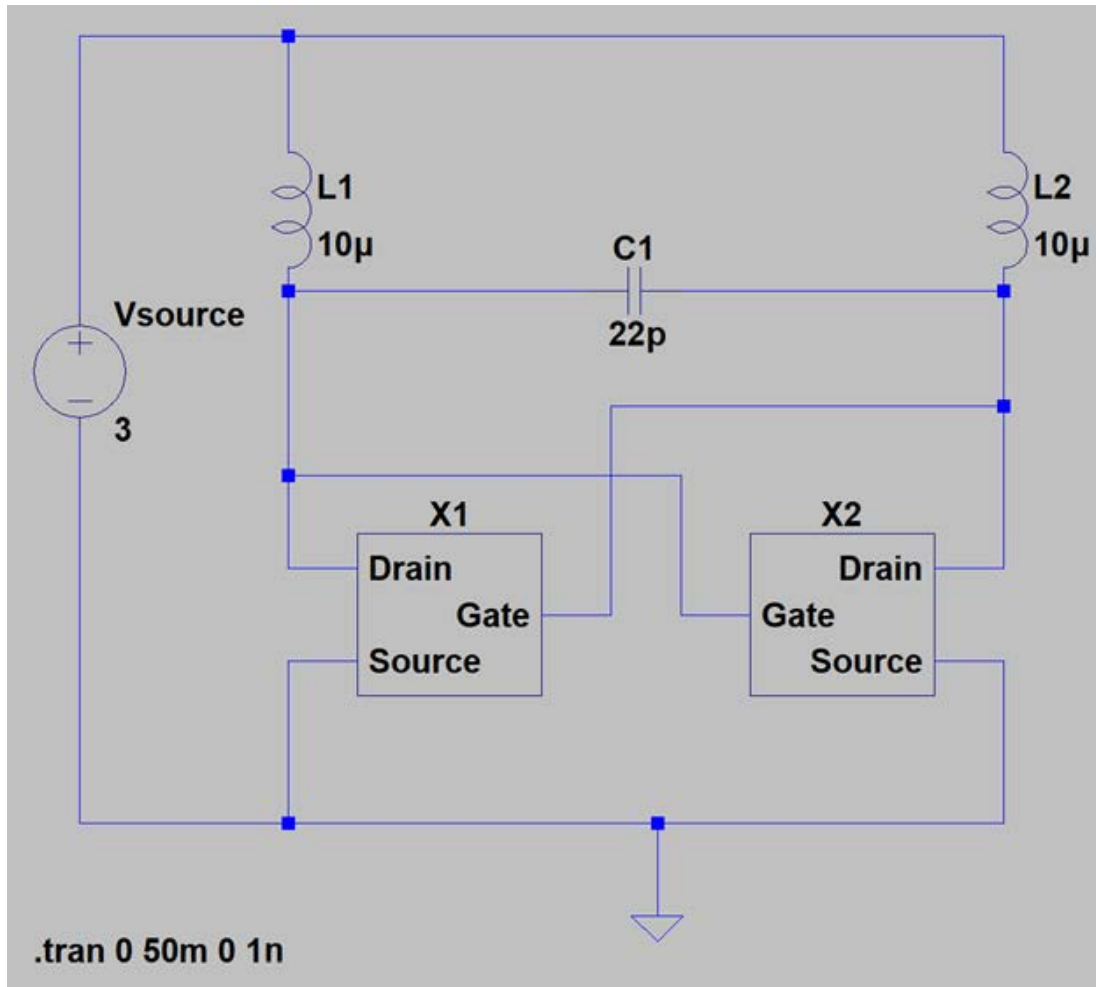 L1
10µ
L2
10µ
C1
22p
Vsource
3
X1
Drain
Gate
Source
X2
Drain
Gate
Source
.tran 0 50m 0 1n